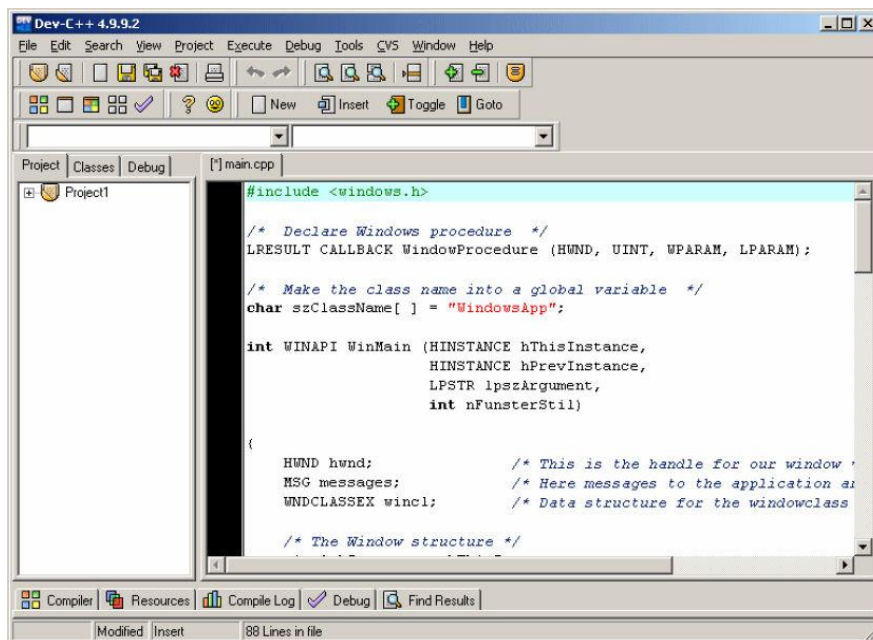 Dev-C++ 4.9.9.2
File Edit Search View Project Execute Debug Tools CVS Window Help
New Insert Toggle Goto
Project Classes Debug [*] main.cpp
Project1
#include <windows.h>
/* Declare Windows procedure */
LRESULT CALLBACK WindowProcedure (HWND, UINT, WPARAM, LPARAM);
/* Make the class name into a global variable */
char szClassName[ ] = "WindowsApp";
int WINAPI WinMain (HINSTANCE hThisInstance,
HINSTANCE hPrevInstance,
LPSTR lpszArgument,
int nFunsterStil)
{
HWND hwnd; /* This is the handle for our window
MSG messages; /* Here messages to the application
WNDCLASSEX wincl; /* Data structure for the windowclass
/* The Window structure */
Compiler Resources Compile Log Debug Find Results
Modified Insert 88 Lines in file